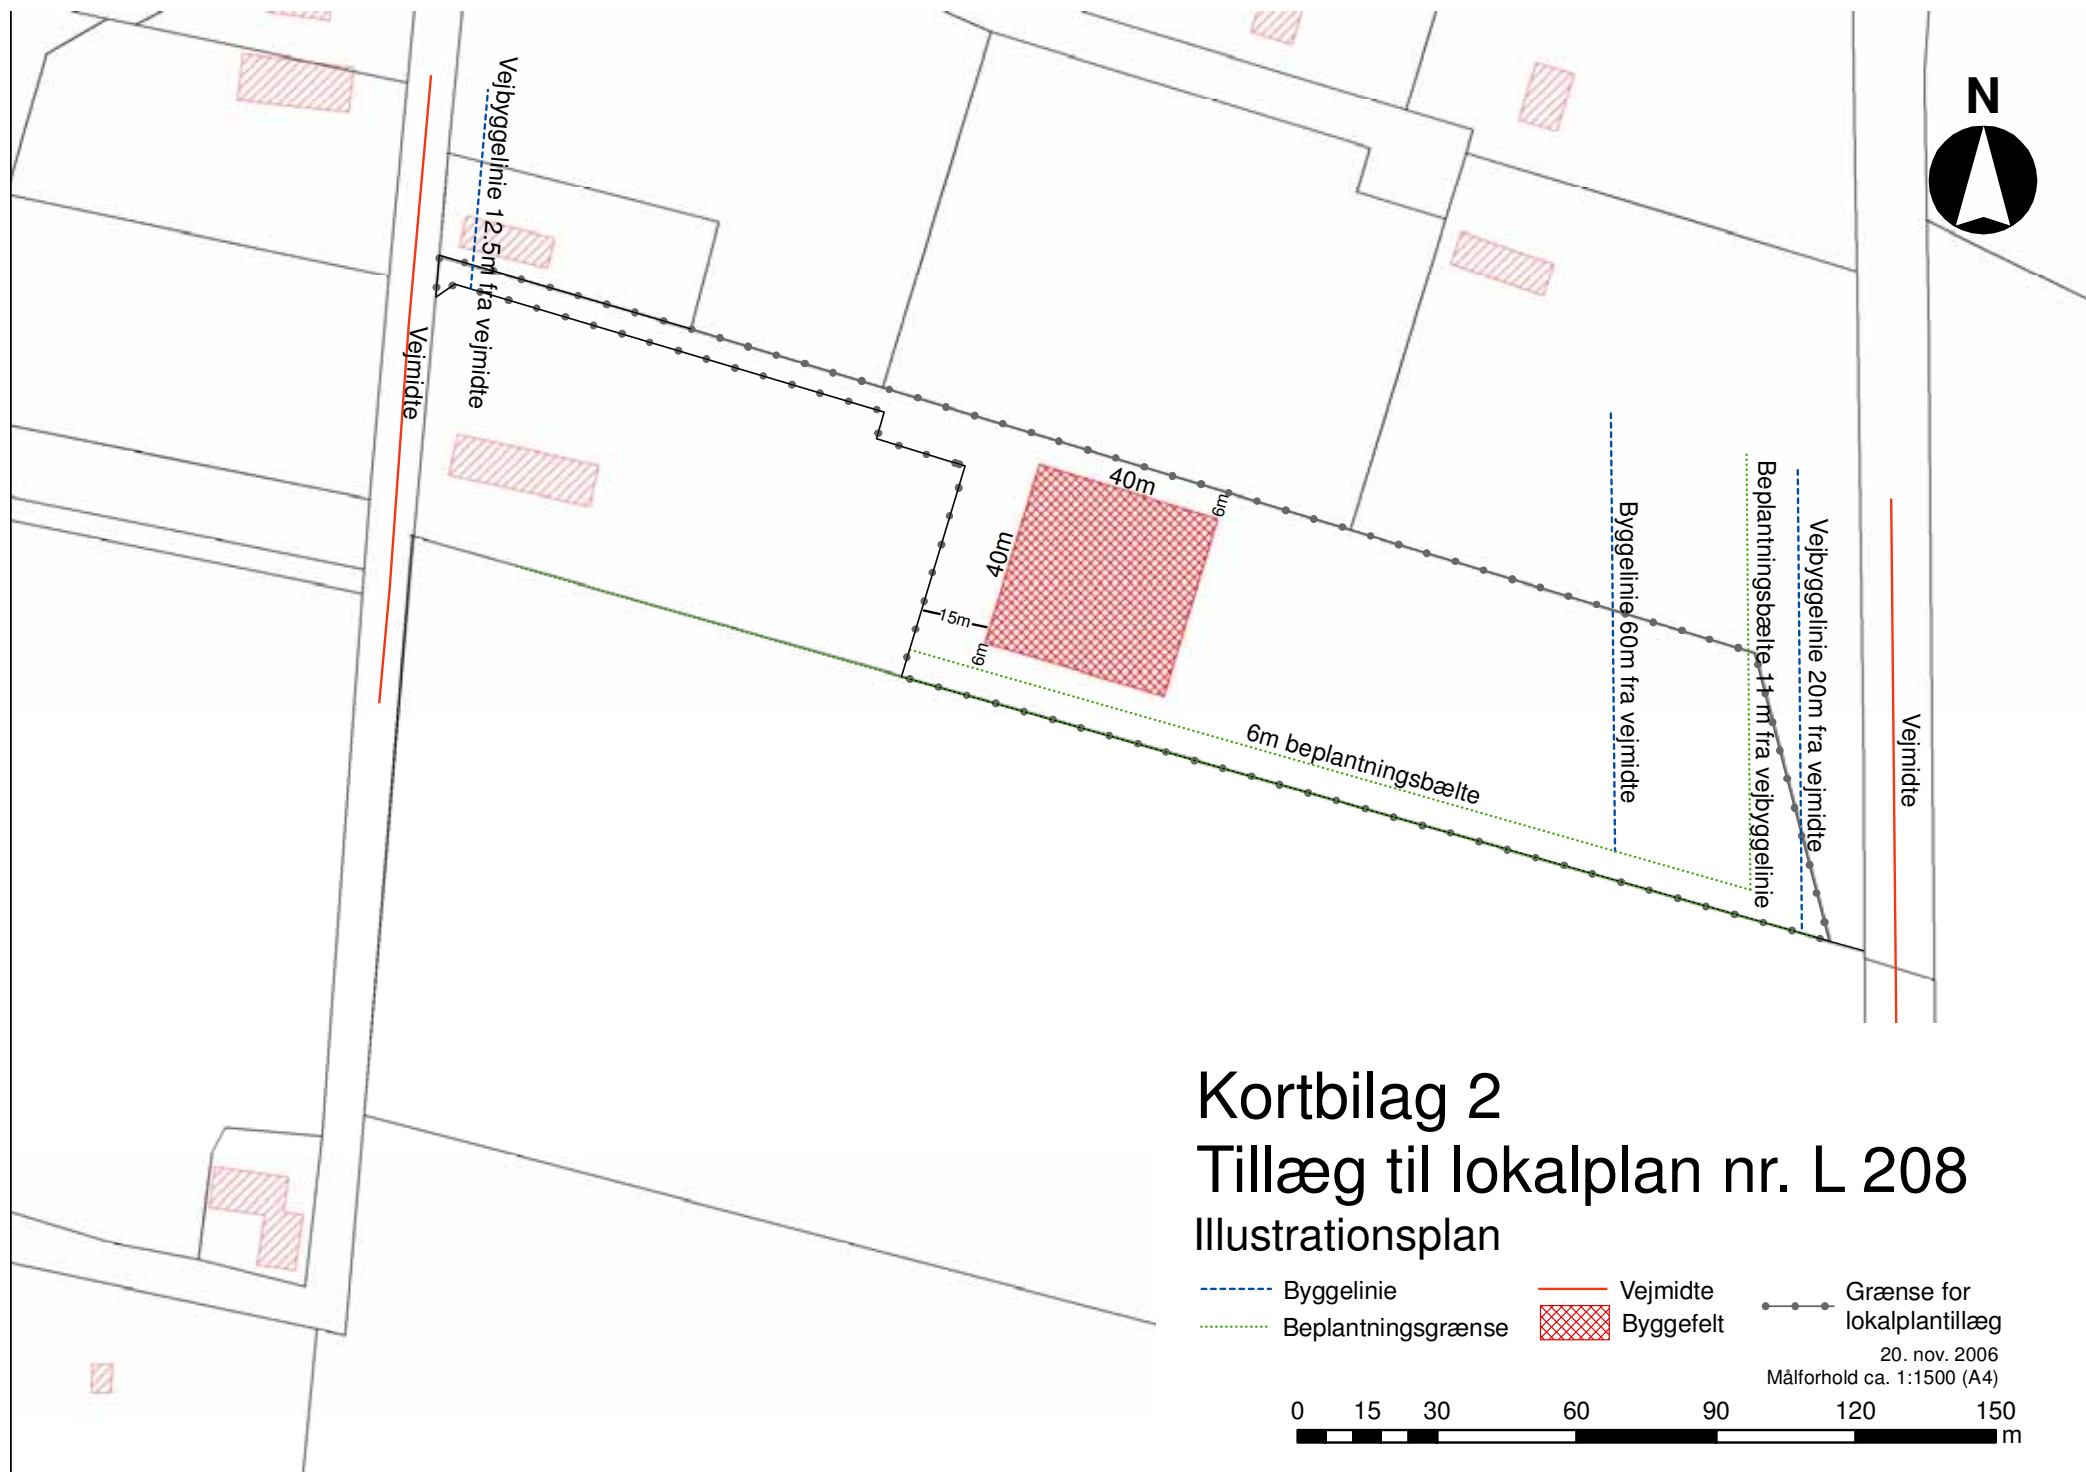 N
Vejbyggelinie 12.5m fra vejmidte
Vejmidte
40m
6m
40m
15m
6m
6m beplantningsbælte
Byggelinie 60m fra vejmidte
Beplantningsbælte 11 m fra vejbyggelinie
Vejbyggelinie 20m fra vejmidte
Vejmidte
Kortbilag 2
Tillæg til lokalplan nr. L 208
Illustrationsplan
Byggelinie
Beplantningsgrænse
Vejmidte
Byggefelt
Grænse for
lokalplantillæg
20. nov. 2006
Målforhold ca. 1:1500 (A4)
0 15 30 60 90 120 150
m